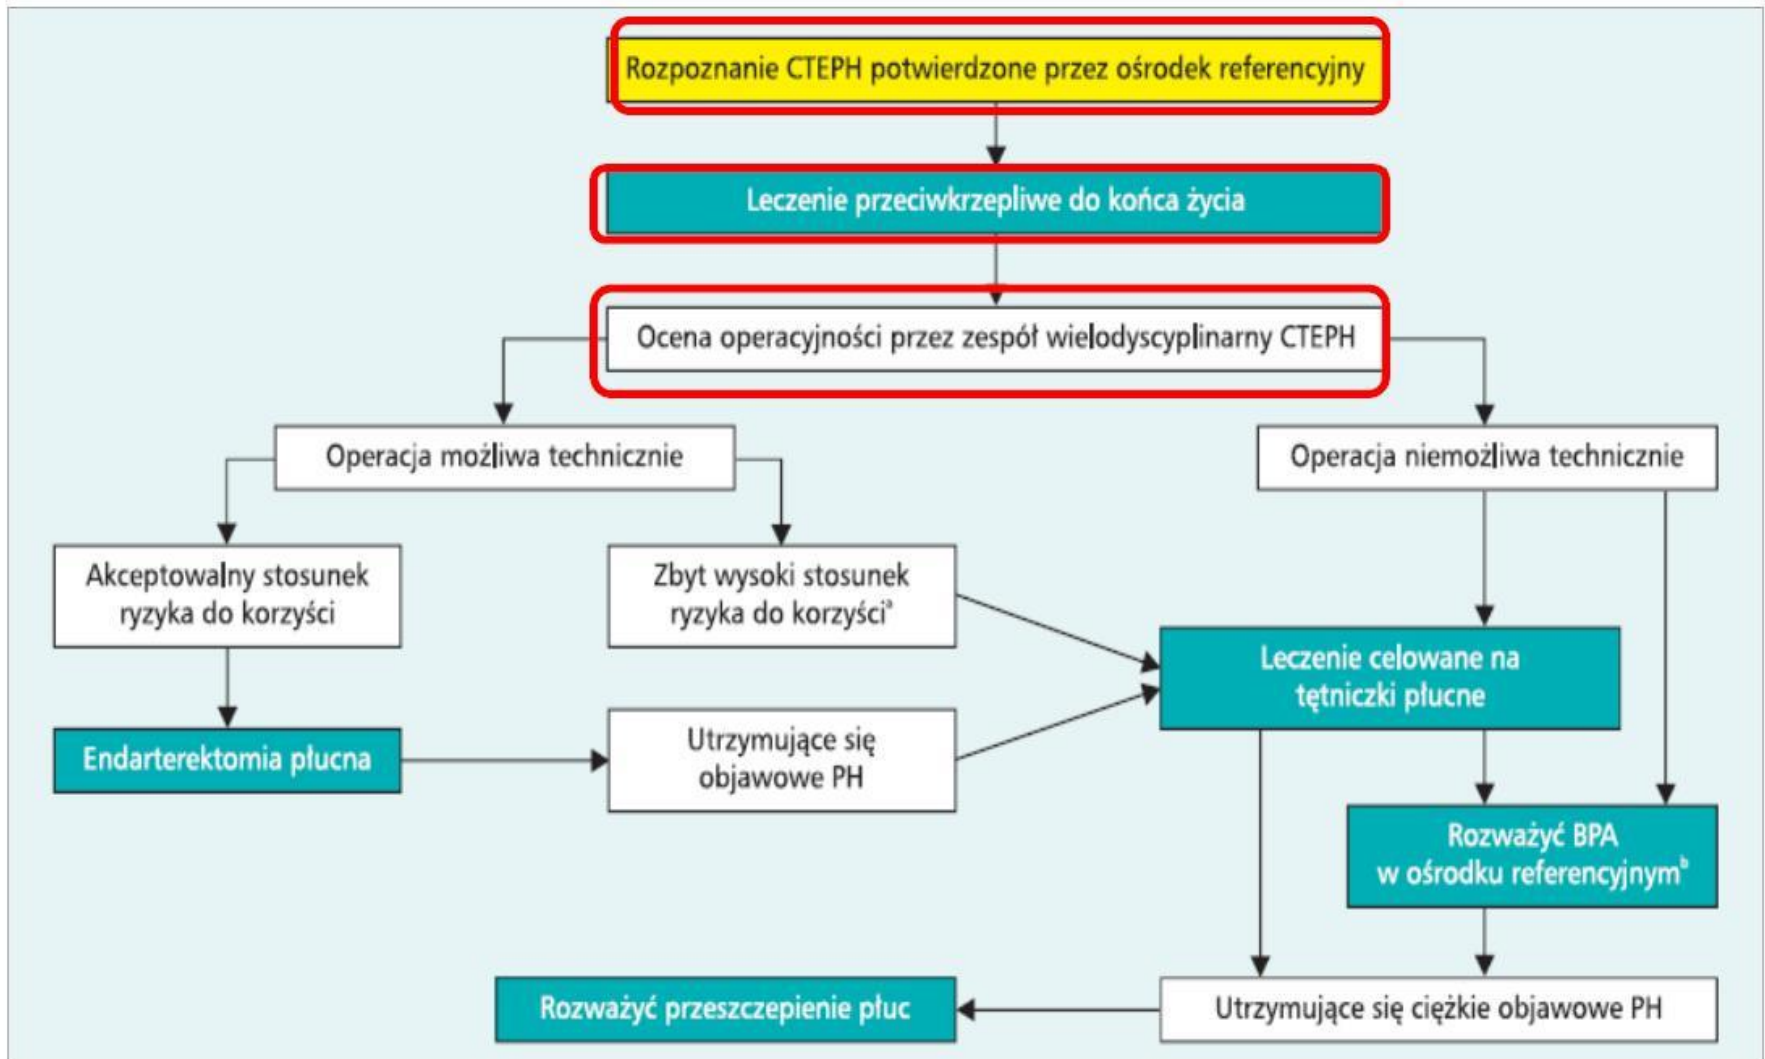 Rozpoznanie CTEPH potwierdzone przez ośrodek referencyjny
Leczenie przeciwkrzepliwe do końca życia
Ocena operacyjności przez zespół wielodyscyplinarny CTEPH
Operacja możliwa technicznie
Operacja niemożliwa technicznie
Akceptowalny stosunek
ryzyka do korzyści
Zbyt wysoki stosunek
ryzyka do korzyściᵃ
Leczenie celowane na
tętniczki płucne
Endarterektomia płucna
Utrzymujące się
objawowe PH
Rozważyć BPA
w ośrodku referencyjnymᵇ
Rozważyć przeszczepienie płuc
Utrzymujące się ciężkie objawowe PH